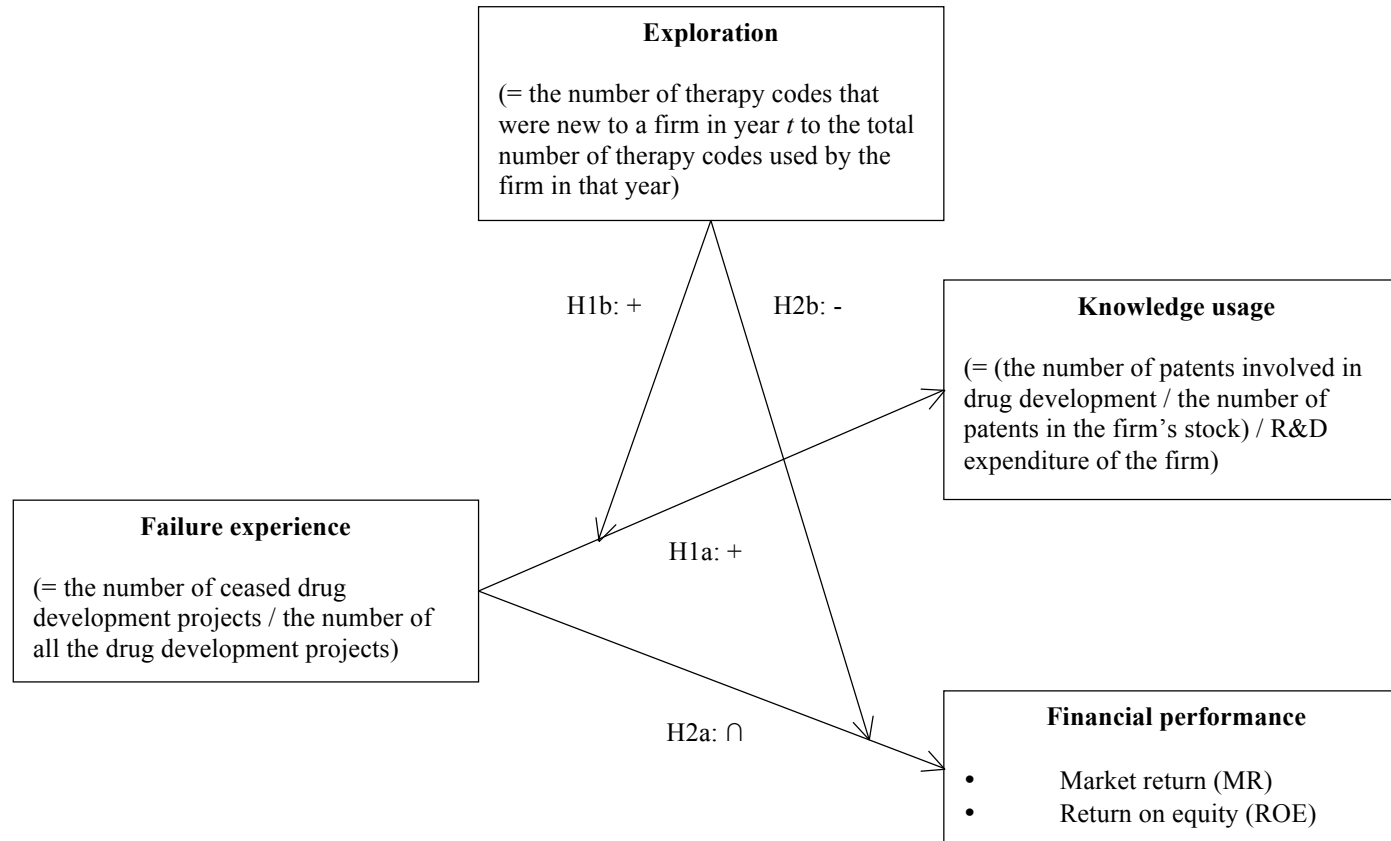 Exploration
(= the number of therapy codes that
were new to a firm in year t to the total
number of therapy codes used by the
firm in that year)
H1b: +
H2b: -
Knowledge usage
(= (the number of patents involved in
drug development / the number of
patents in the firm’s stock) / R&D
expenditure of the firm)
Failure experience
(= the number of ceased drug
development projects / the number of
all the drug development projects)
H1a: +
H2a: ∩
Financial performance
• Market return (MR)
• Return on equity (ROE)